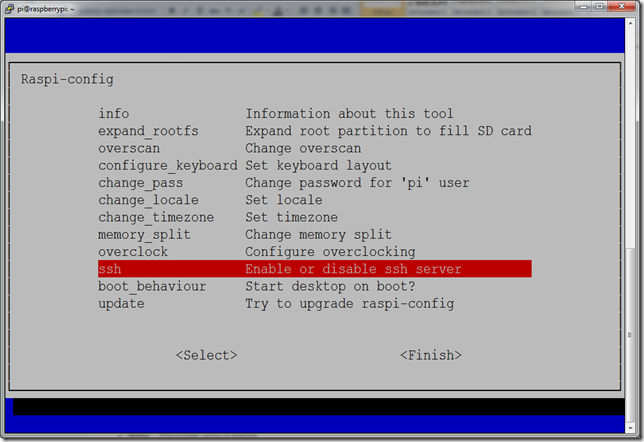 pi@raspberrypi: ~
Raspi-config
info Information about this tool
expand_rootfs Expand root partition to fill SD card
overscan Change overscan
configure_keyboard Set keyboard layout
change_pass Change password for 'pi' user
change_locale Set locale
change_timezone Set timezone
memory_split Change memory split
overclock Configure overclocking
ssh Enable or disable ssh server
boot_behaviour Start desktop on boot?
update Try to upgrade raspi-config
<Select> <Finish>